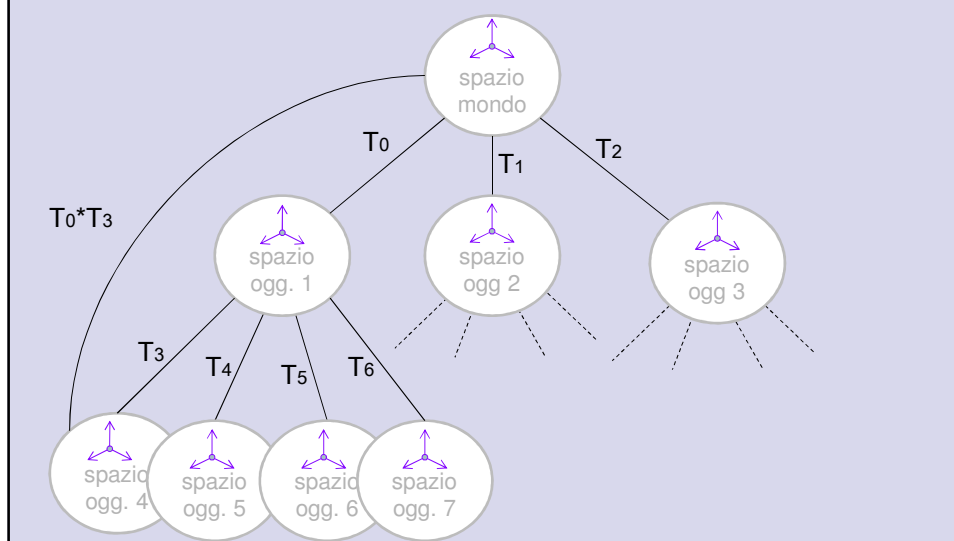 spazio
mondo
T0
T1
T2
T0*T3
spazio
ogg. 1
spazio
ogg 2
spazio
ogg 3
T3
T4
T5
T6
spazio
ogg. 4
spazio
ogg. 5
spazio
ogg. 6
spazio
ogg. 7